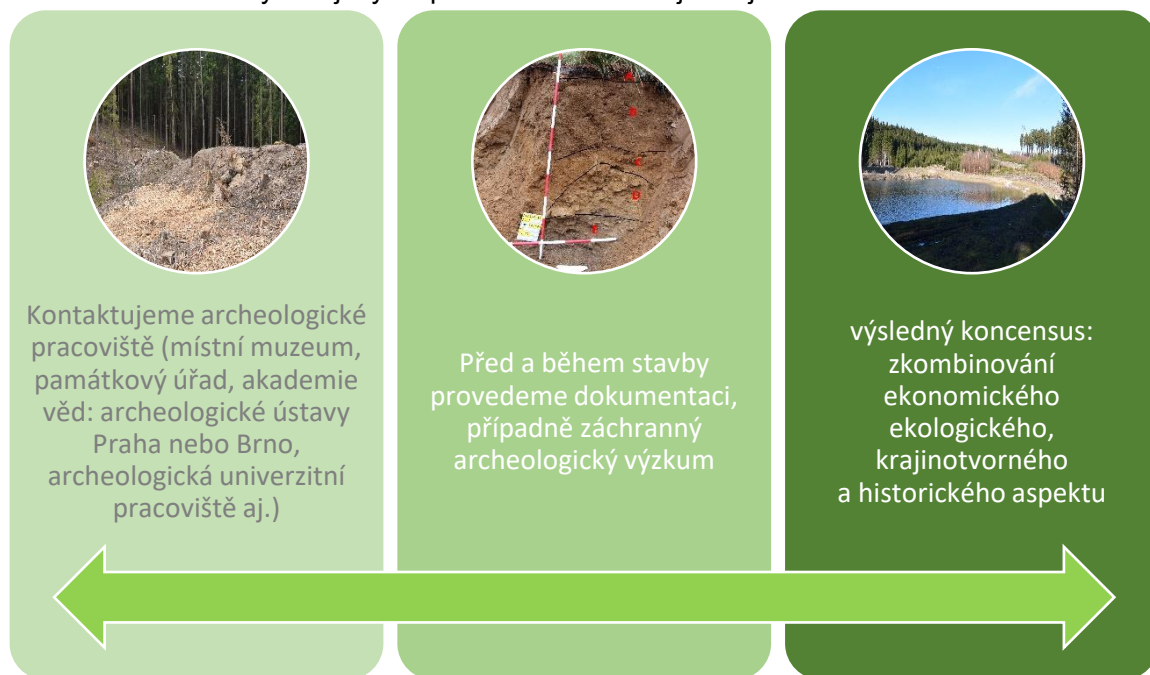 Kontaktujeme archeologické
pracoviště (místní muzeum,
památkový úřad, akademie
věd: archeologické ústavy
Praha nebo Brno,
archeologická univerzitní
pracoviště aj.)
Před a během stavby
provedeme dokumentaci,
případně záchranný
archeologický výzkum
výsledný koncensus:
zkombinování
ekonomického
ekologického,
krajinotvorného
a historického aspektu